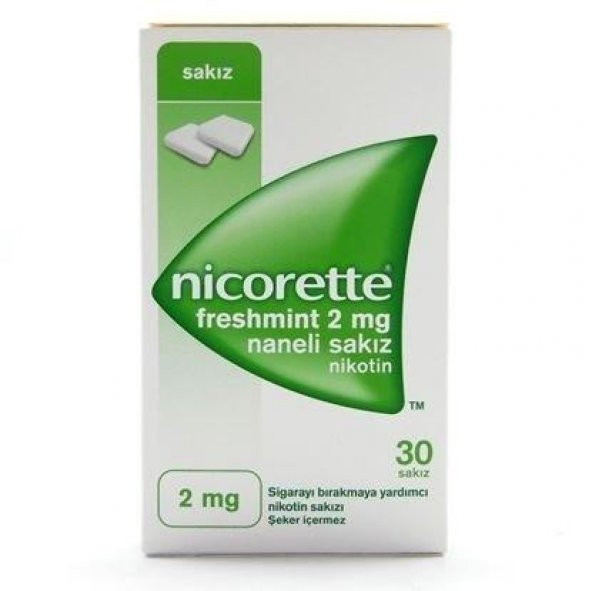 sakız
nicorette®
freshmint 2 mg
naneli sakız
nikotin
™
30
sakız
2 mg
Sigarayı bırakmaya yardımcı
nikotin sakızı
Şeker içermez